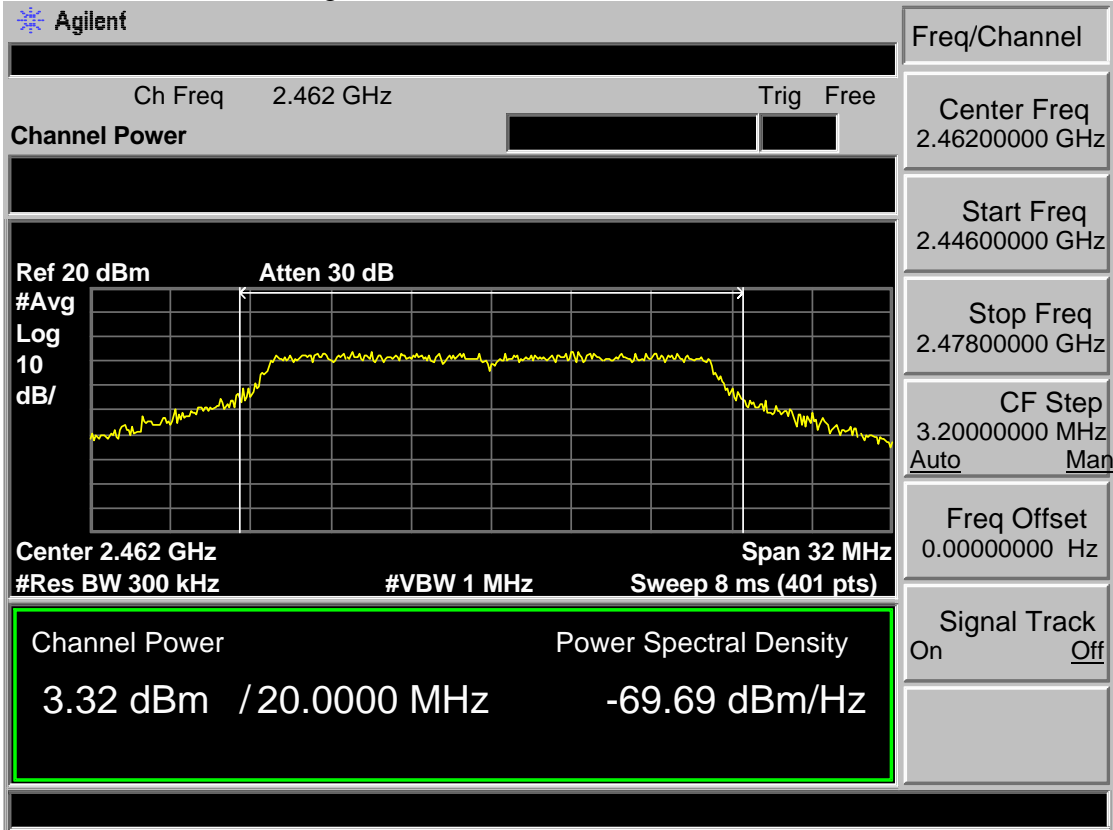 Agilent
Freq/Channel
Ch Freq 2.462 GHz Trig Free
Channel Power
Center Freq
2.46200000 GHz
Start Freq
2.44600000 GHz
Ref 20 dBm Atten 30 dB
#Avg
Log
10
dB/
Stop Freq
2.47800000 GHz
CF Step
3.20000000 MHz
Auto Man
Center 2.462 GHz Span 32 MHz
#Res BW 300 kHz #VBW 1 MHz Sweep 8 ms (401 pts)
Freq Offset
0.00000000 Hz
Channel Power Power Spectral Density
3.32 dBm / 20.0000 MHz -69.69 dBm/Hz
Signal Track
On Off